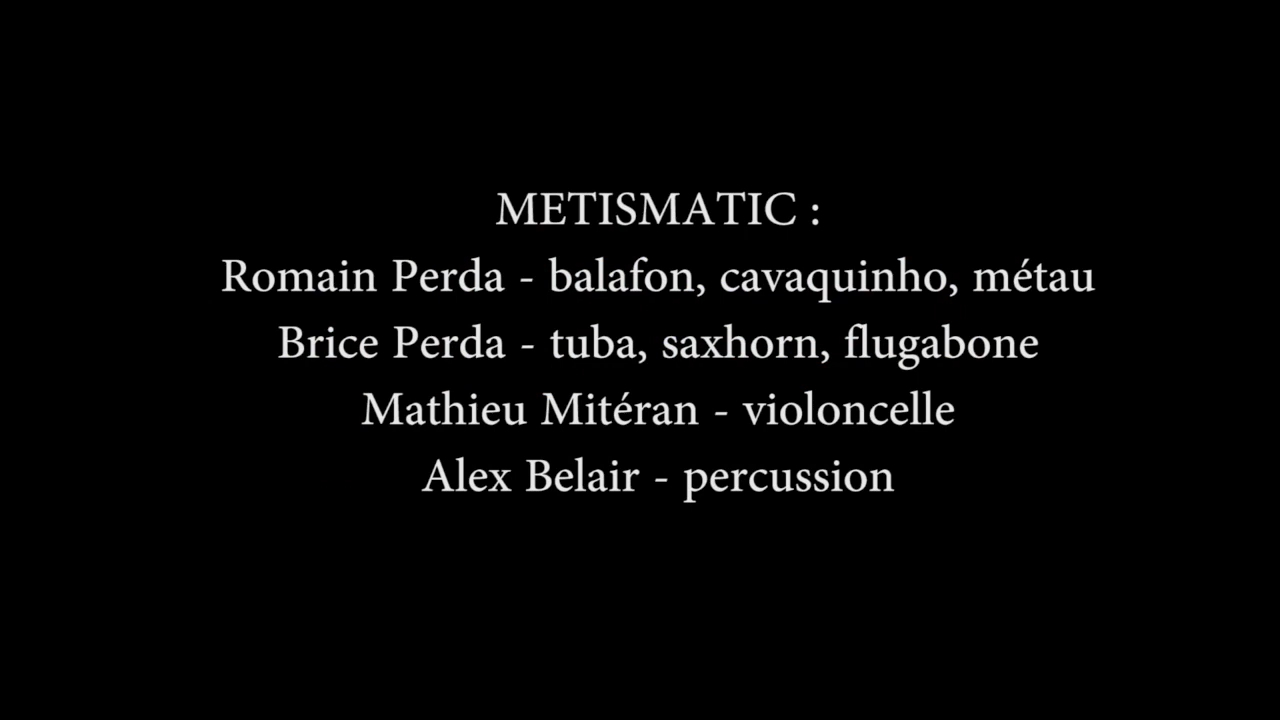 METISMATIC :
Romain Perda - balafon, cavaquinho, métau
Brice Perda - tuba, saxhorn, flugabone
Mathieu Mitéran - violoncelle
Alex Belair - percussion